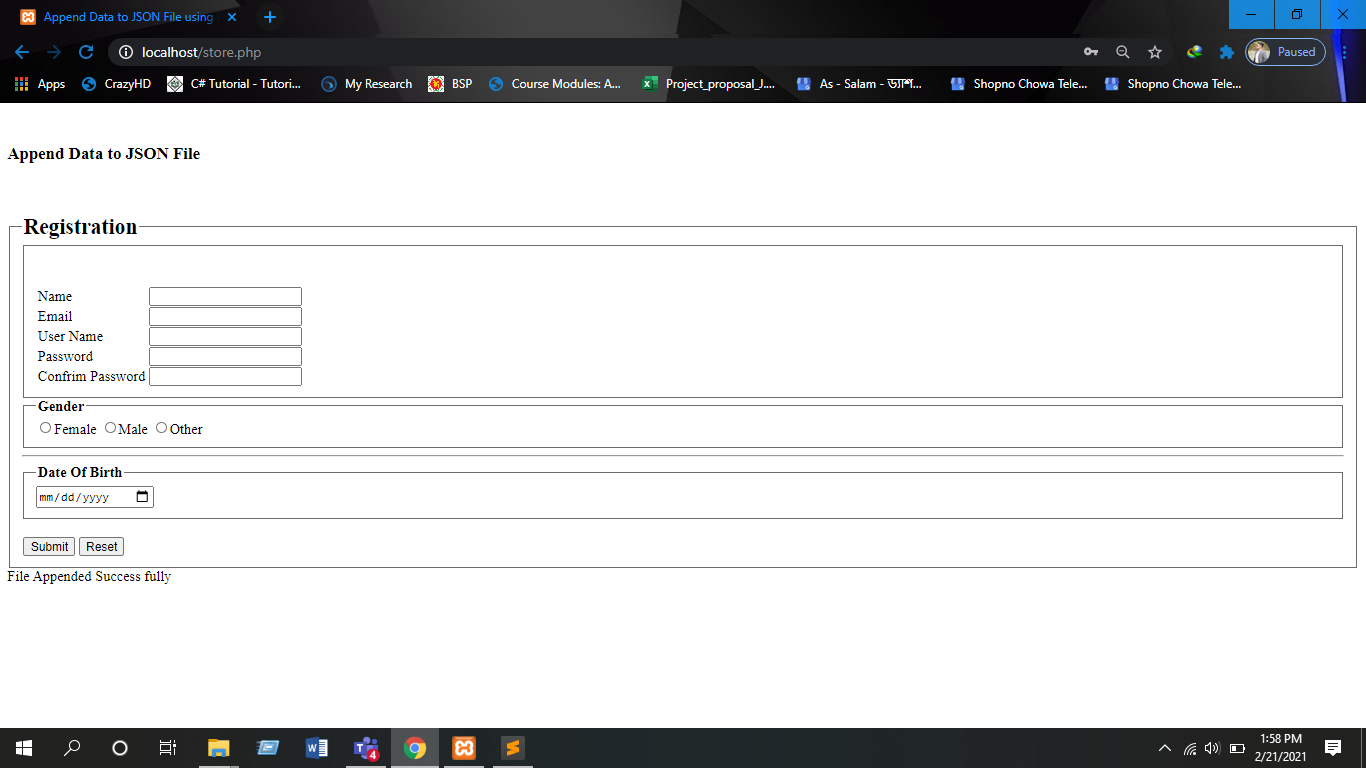 Append Data to JSON File using
localhost/store.php
Paused
Apps
CrazyHD
C# Tutorial - Tutori...
My Research
BSP
Course Modules: A...
Project_proposal_J....
As - Salam - ড্যাশ...
Shopno Chowa Tele...
Shopno Chowa Tele...
Append Data to JSON File
Registration
Name
Email
User Name
Password
Confrim Password
Gender
Female Male Other
Date Of Birth
mm/dd/yyyy
Submit Reset
File Appended Success fully
4
1:58 PM
2/21/2021